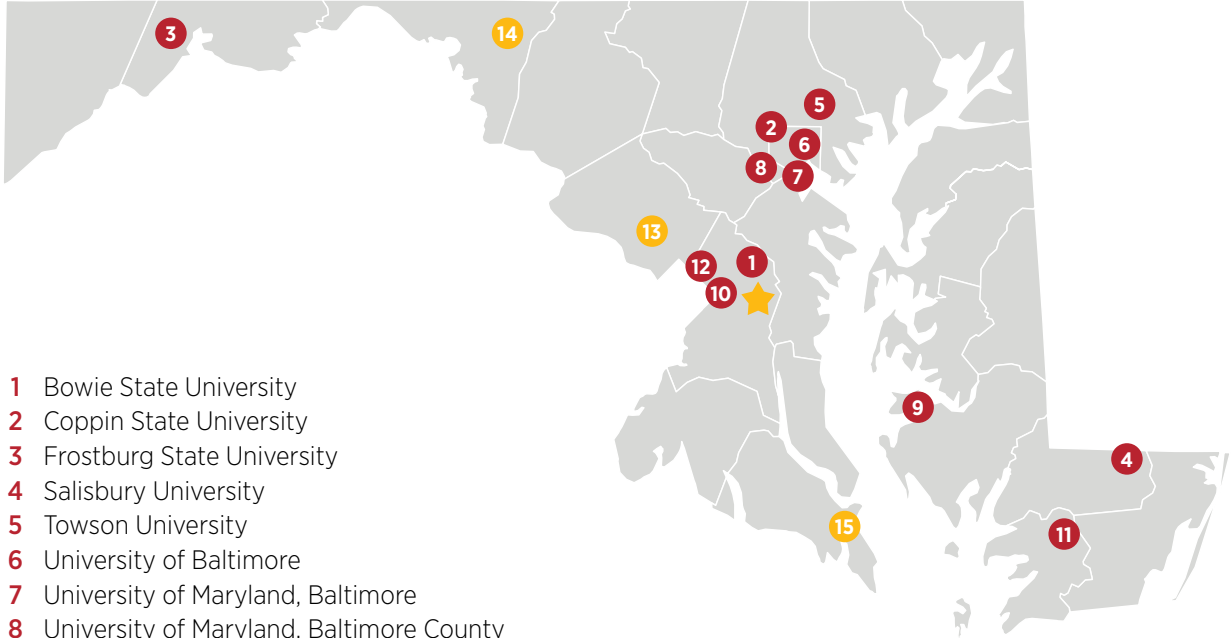 3
14
5
2
6
8
7
13
12
1
10
9
4
15
11
1 Bowie State University
2 Coppin State University
3 Frostburg State University
4 Salisbury University
5 Towson University
6 University of Baltimore
7 University of Maryland, Baltimore
8 University of Maryland, Baltimore County